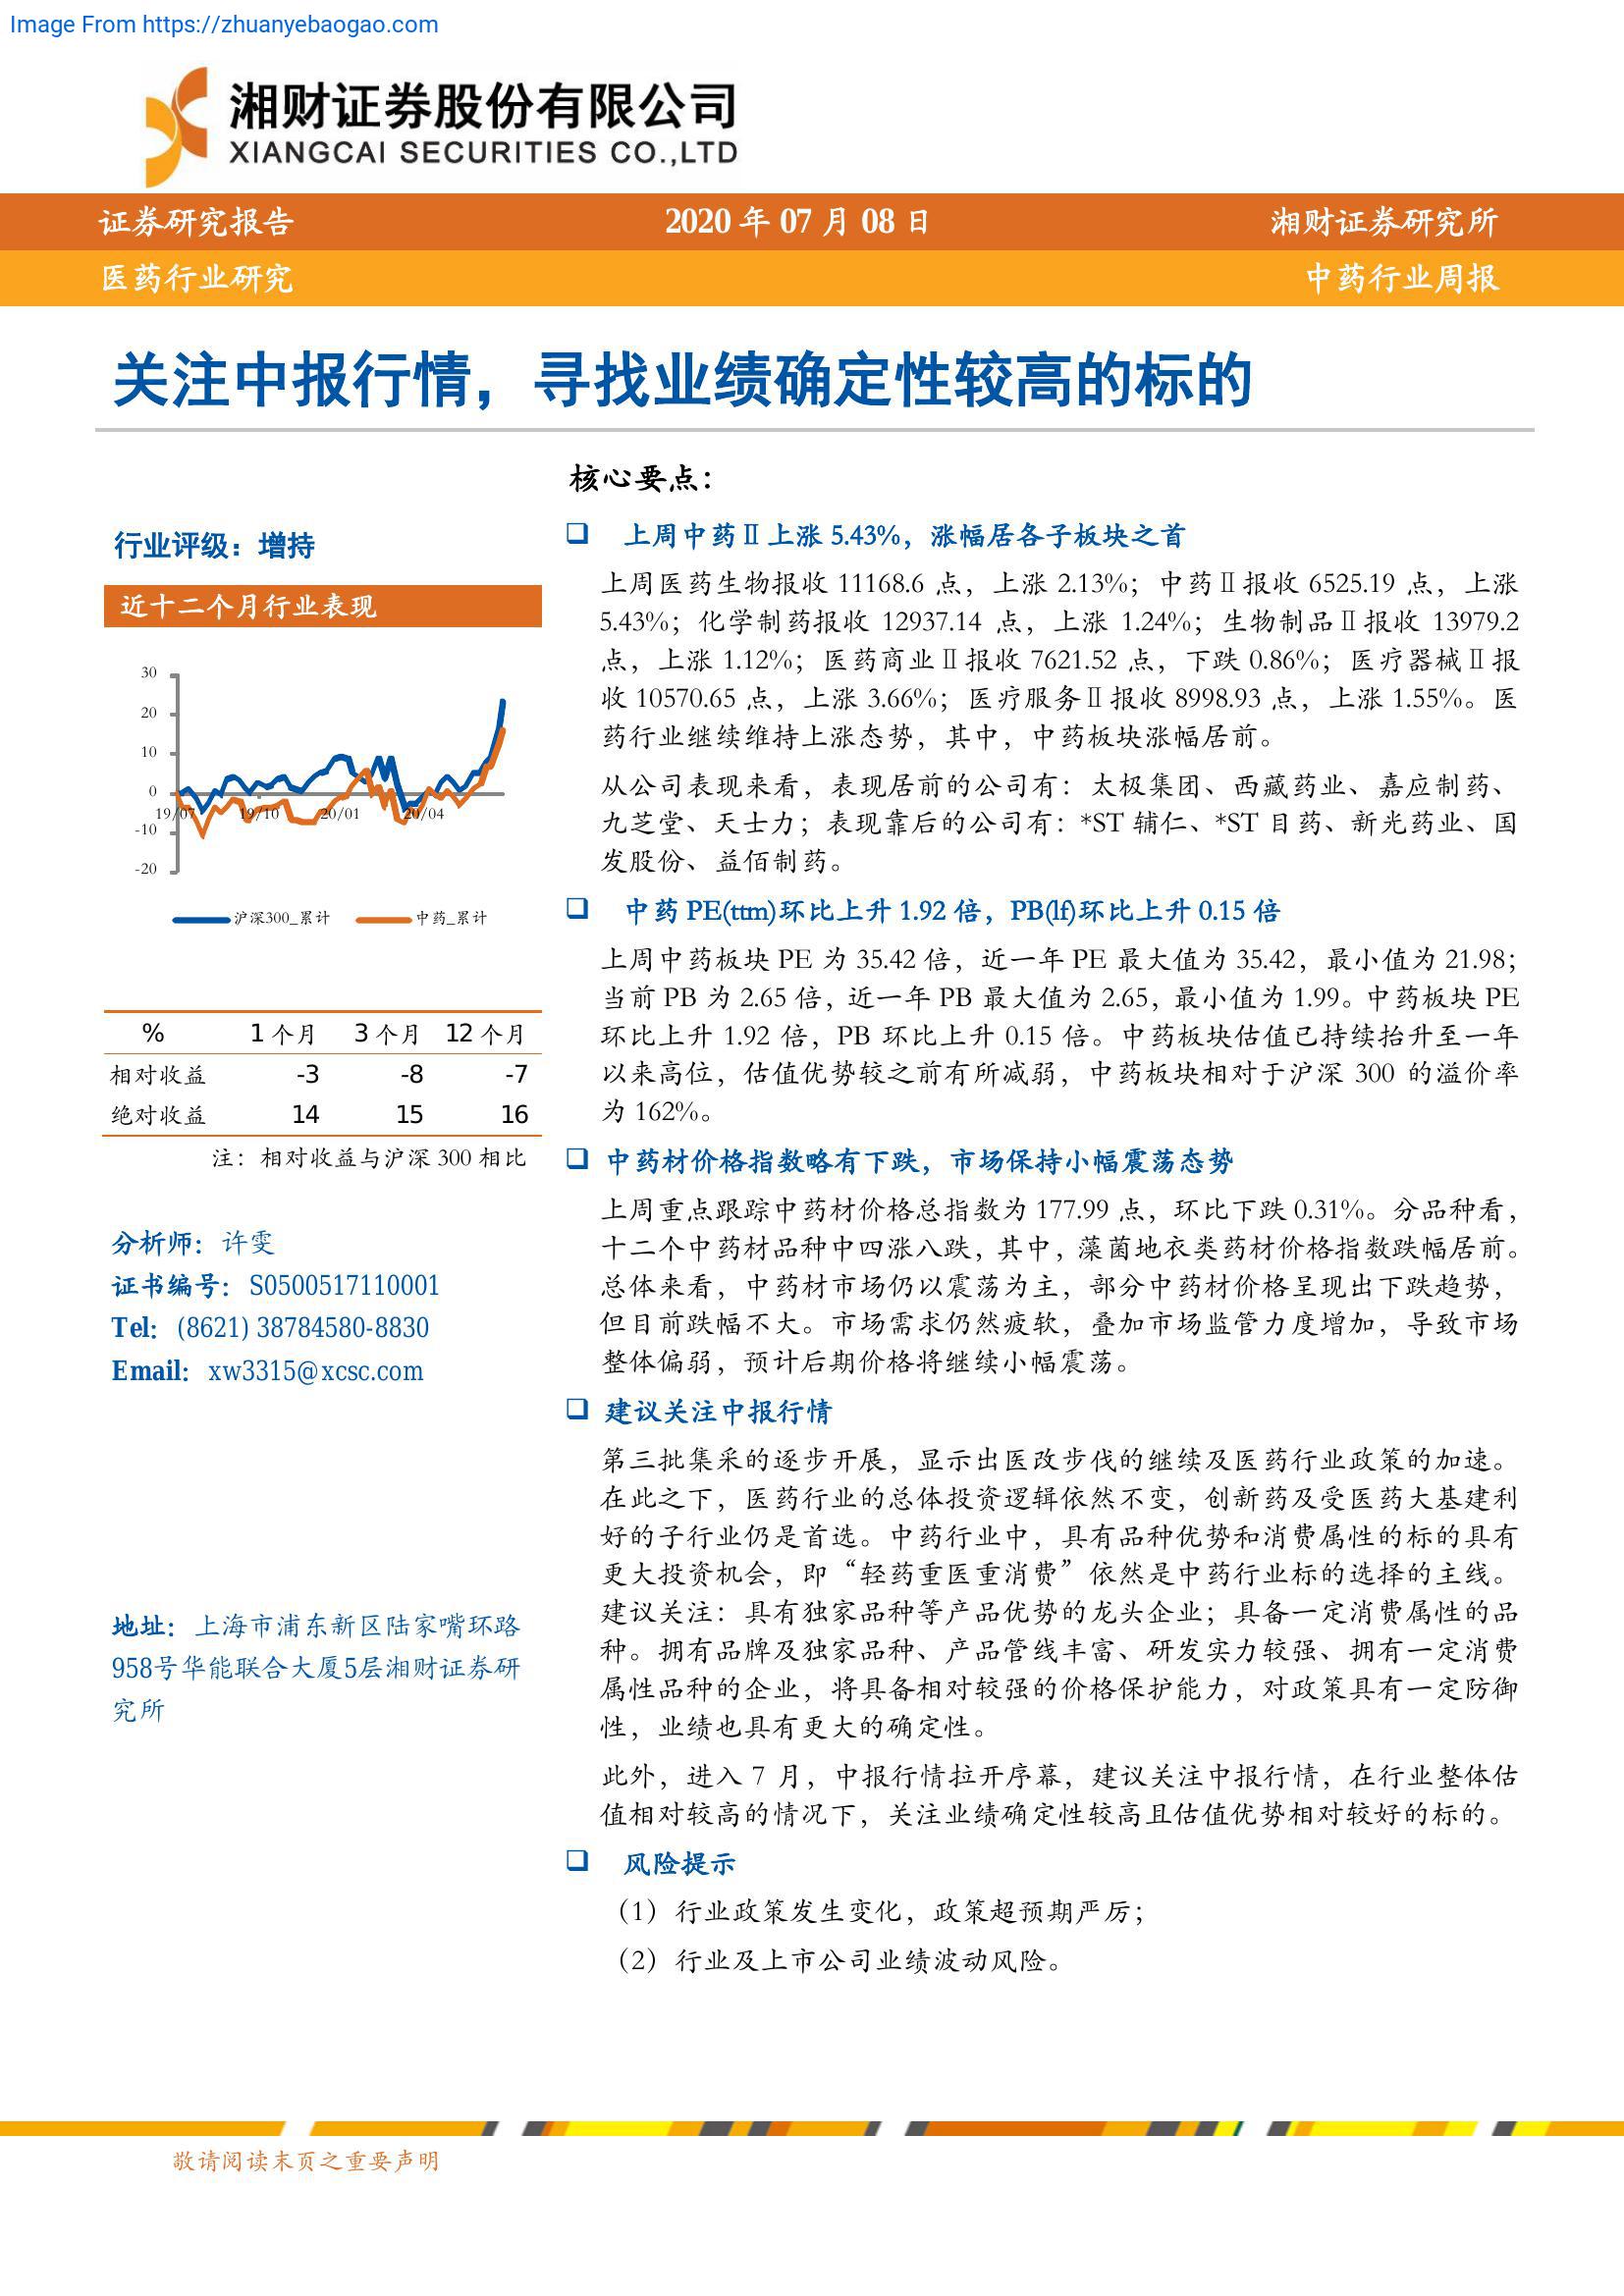 Image From https://zhuanyebaogao.com
湘财证券股份有限公司
XIANGCAI SECURITIES CO.,LTD
证券研究报告 2020 年 07 月 08 日 湘财证券研究所
医药行业研究 中药行业周报
关注中报行情，寻找业绩确定性较高的标的
行业评级：增持
近十二个月行业表现
30
20
10
0
19/07 19/10 20/01 20/04
-10
-20
沪深300_累计 中药_累计
% 1 个月 3 个月 12 个月
相对收益 -3 -8 -7
绝对收益 14 15 16
注：相对收益与沪深 300 相比
分析师：许雯
证书编号：S0500517110001
Tel：(8621) 38784580-8830
Email：xw3315@xcsc.com
地址：上海市浦东新区陆家嘴环路
958号华能联合大厦5层湘财证券研
究所
核心要点：
❑ 上周中药Ⅱ上涨 5.43%，涨幅居各子板块之首
上周医药生物报收 11168.6 点，上涨 2.13%；中药Ⅱ报收 6525.19 点，上涨
5.43%；化学制药报收 12937.14 点，上涨 1.24%；生物制品Ⅱ报收 13979.2
点，上涨 1.12%；医药商业Ⅱ报收 7621.52 点，下跌 0.86%；医疗器械Ⅱ报
收 10570.65 点，上涨 3.66%；医疗服务Ⅱ报收 8998.93 点，上涨 1.55%。医
药行业继续维持上涨态势，其中，中药板块涨幅居前。
从公司表现来看，表现居前的公司有：太极集团、西藏药业、嘉应制药、
九芝堂、天士力；表现靠后的公司有：*ST 辅仁、*ST 目药、新光药业、国
发股份、益佰制药。
❑ 中药 PE(ttm)环比上升 1.92 倍，PB(lf)环比上升 0.15 倍
上周中药板块 PE 为 35.42 倍，近一年 PE 最大值为 35.42，最小值为 21.98；
当前 PB 为 2.65 倍，近一年 PB 最大值为 2.65，最小值为 1.99。中药板块 PE
环比上升 1.92 倍，PB 环比上升 0.15 倍。中药板块估值已持续抬升至一年
以来高位，估值优势较之前有所减弱，中药板块相对于沪深 300 的溢价率
为 162%。
❑ 中药材价格指数略有下跌，市场保持小幅震荡态势
上周重点跟踪中药材价格总指数为 177.99 点，环比下跌 0.31%。分品种看，
十二个中药材品种中四涨八跌，其中，藻菌地衣类药材价格指数跌幅居前。
总体来看，中药材市场仍以震荡为主，部分中药材价格呈现出下跌趋势，
但目前跌幅不大。市场需求仍然疲软，叠加市场监管力度增加，导致市场
整体偏弱，预计后期价格将继续小幅震荡。
❑ 建议关注中报行情
第三批集采的逐步开展，显示出医改步伐的继续及医药行业政策的加速。
在此之下，医药行业的总体投资逻辑依然不变，创新药及受医药大基建利
好的子行业仍是首选。中药行业中，具有品种优势和消费属性的标的具有
更大投资机会，即“轻药重医重消费”依然是中药行业标的选择的主线。
建议关注：具有独家品种等产品优势的龙头企业；具备一定消费属性的品
种。拥有品牌及独家品种、产品管线丰富、研发实力较强、拥有一定消费
属性品种的企业，将具备相对较强的价格保护能力，对政策具有一定防御
性，业绩也具有更大的确定性。
此外，进入 7 月，中报行情拉开序幕，建议关注中报行情，在行业整体估
值相对较高的情况下，关注业绩确定性较高且估值优势相对较好的标的。
❑ 风险提示
（1）行业政策发生变化，政策超预期严厉；
（2）行业及上市公司业绩波动风险。
敬请阅读末页之重要声明